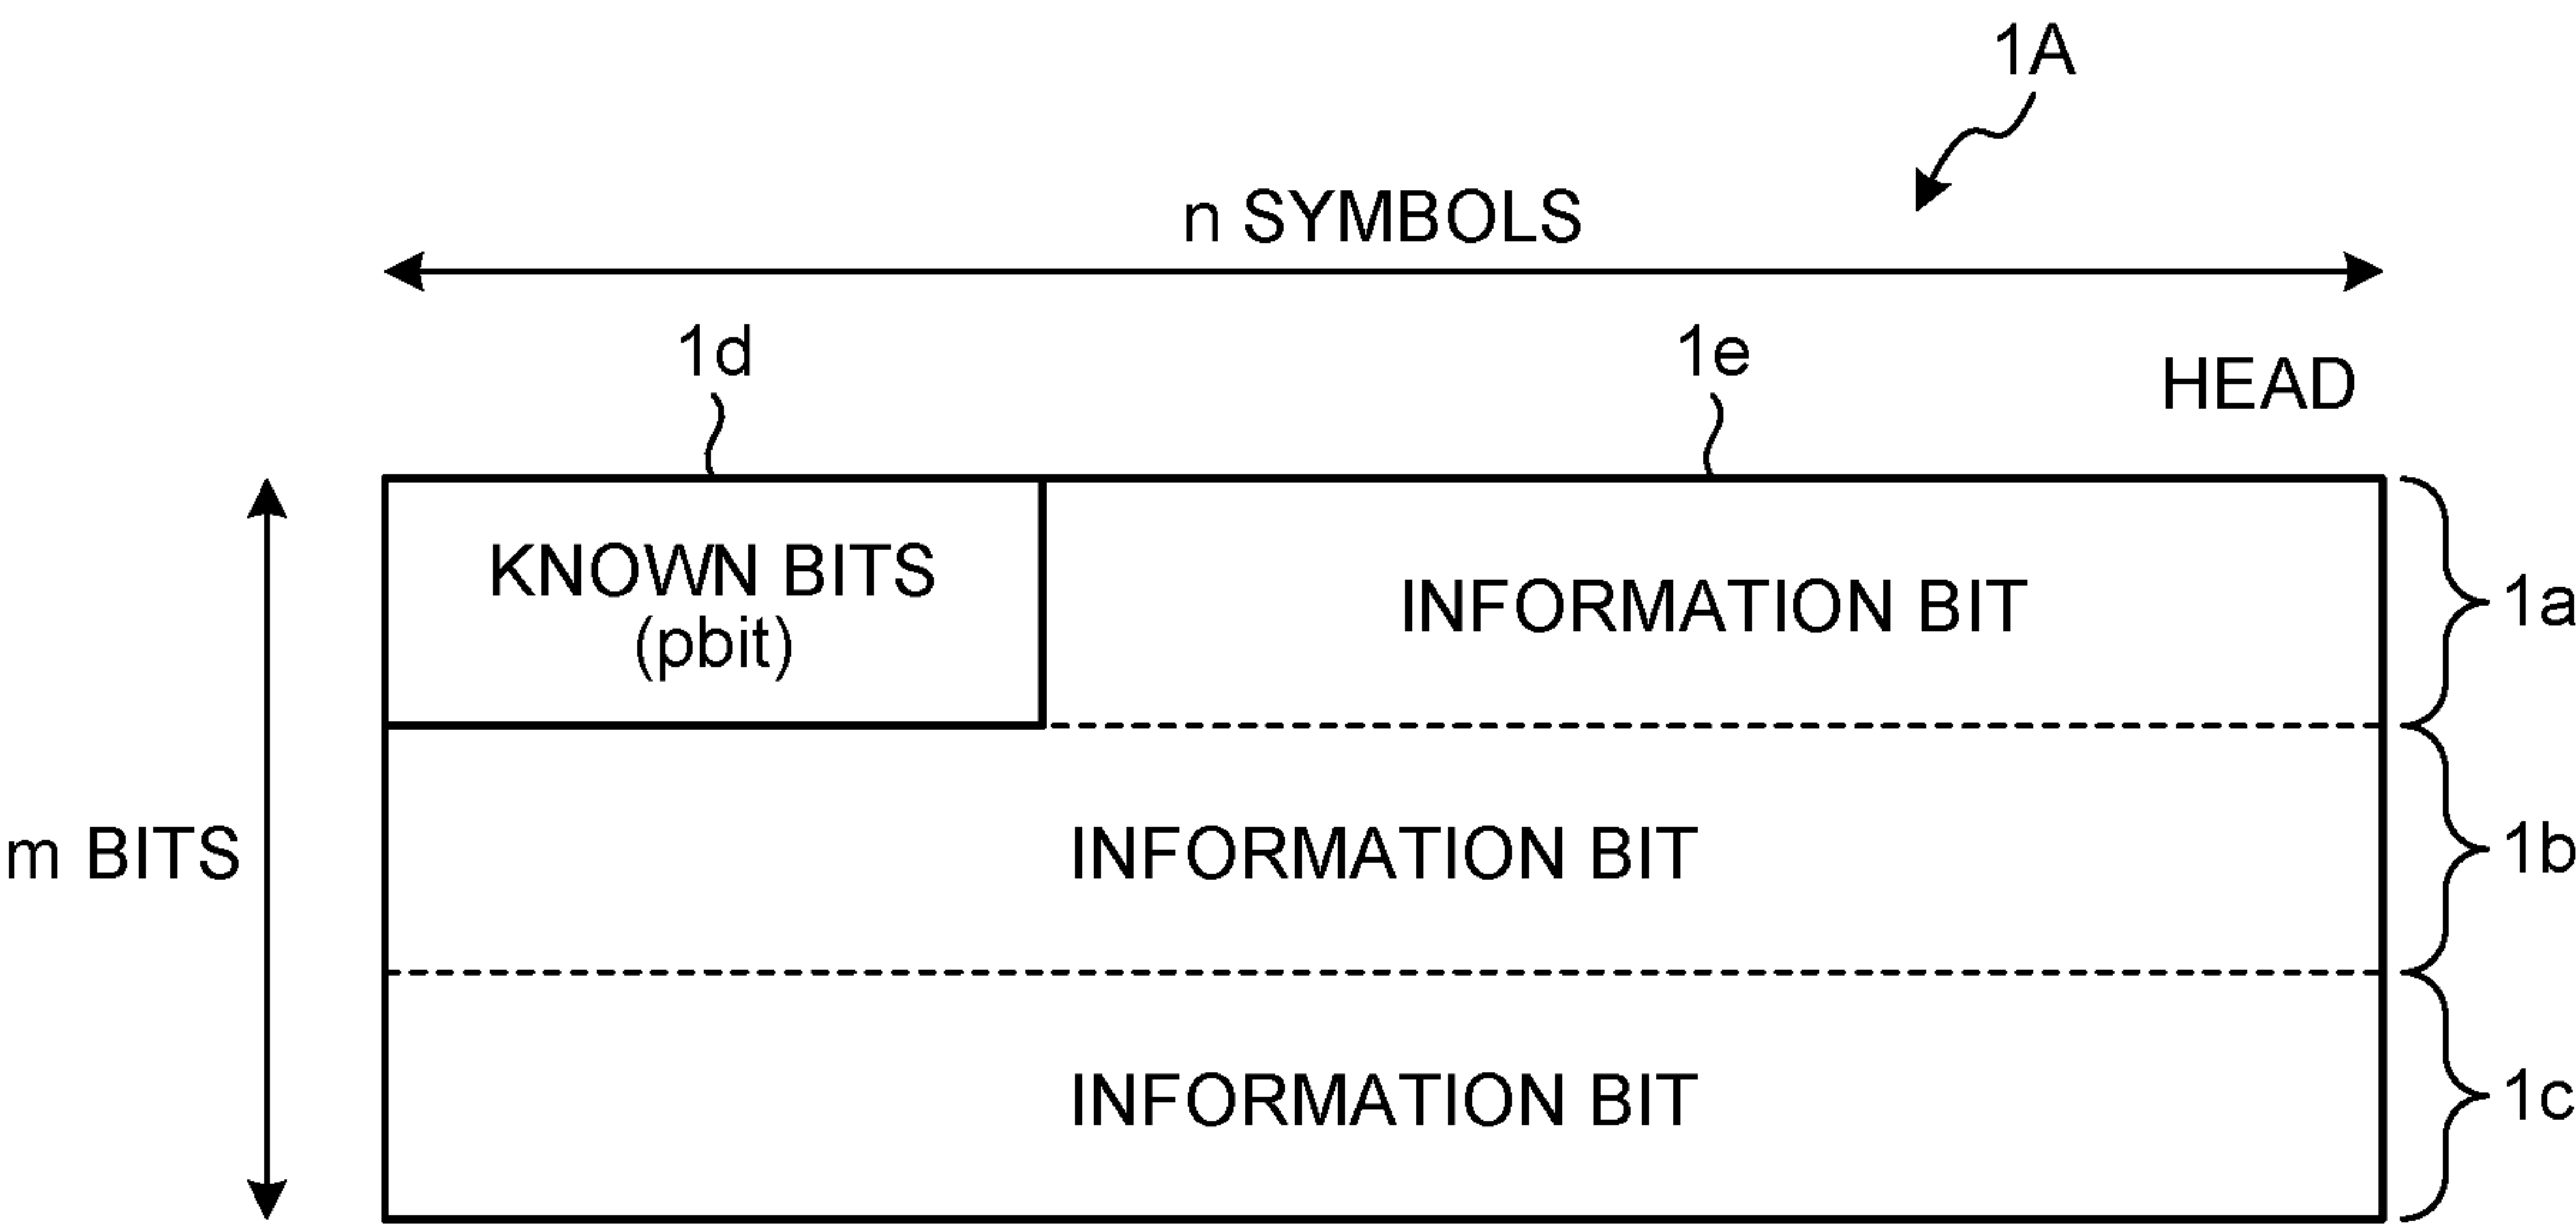 1A
n SYMBOLS
1d
1e
HEAD
KNOWN BITS
(pbit)
INFORMATION BIT
1a
m BITS
INFORMATION BIT
1b
INFORMATION BIT
1c